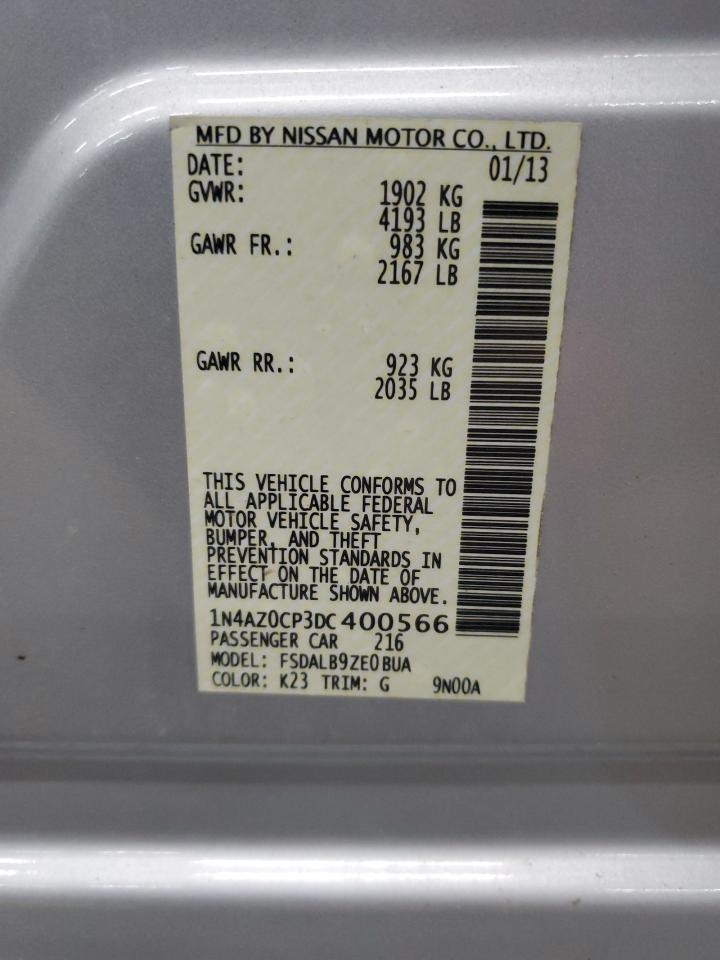 MFD BY NISSAN MOTOR CO., LTD.
DATE: 01/13
GVWR: 1902 KG
4193 LB
GAWR FR.: 983 KG
2167 LB
GAWR RR.: 923 KG
2035 LB
THIS VEHICLE CONFORMS TO
ALL APPLICABLE FEDERAL
MOTOR VEHICLE SAFETY,
BUMPER, AND THEFT
PREVENTION STANDARDS IN
EFFECT ON THE DATE OF
MANUFACTURE SHOWN ABOVE.
1N4AZ0CP3DC400566
PASSENGER CAR 216
MODEL: FSDALB9ZE0BUA
COLOR: K23 TRIM: G 9N00A